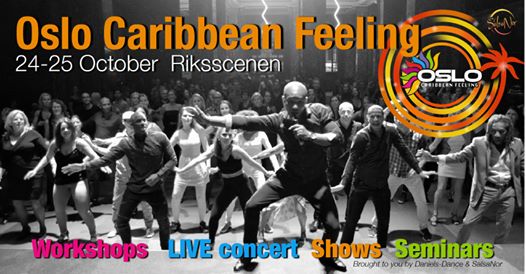 Oslo Caribbean Feeling
24-25 October Riksscenen
SalsaNor
OSLO
CARIBBEAN FEELING
Workshops LIVE concert Shows Seminars
Brought to you by Daniels-Dance & SalsaNor